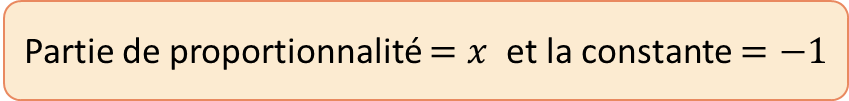 Partie de proportionnalité = 𝑥 et la constante = −1